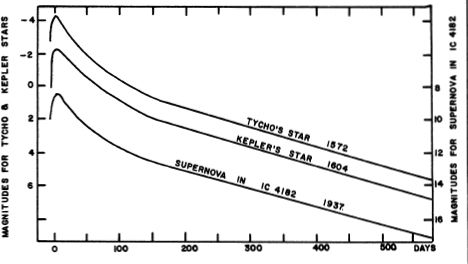 MAGNITUDES FOR TYCHO & KEPLER STARS
-4
-2
0
2
4
6
TYCHO'S STAR 1572
KEPLER'S STAR 1604
SUPERNOVA IN IC 4182 1937.
8
10
12
14
16
MAGNITUDES FOR SUPERNOVA IN IC 4182
0 100 200 300 400 500 DAYS